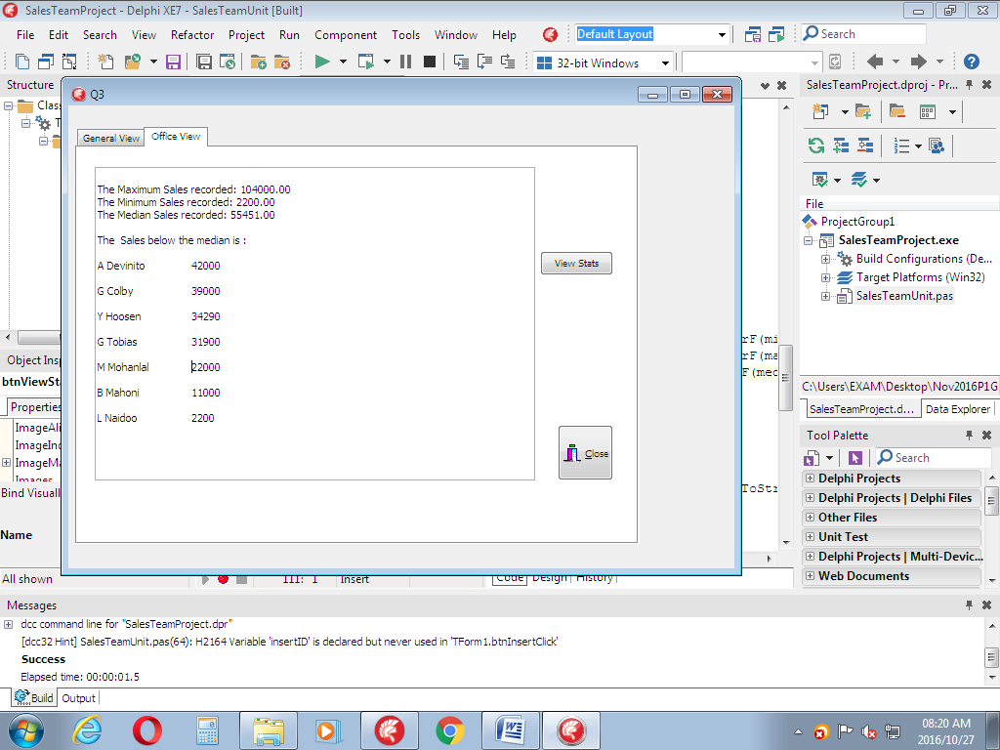 SalesTeamProject - Delphi XE7 - SalesTeamUnit [Built]
File Edit Search View Refactor Project Run Component Tools Window Help Default Layout Search
32-bit Windows
Structure
SalesTeamProject.dproj - Pr...
Clas
T
Q3
General View Office View
The Maximum Sales recorded: 104000.00
The Minimum Sales recorded: 2200.00
The Median Sales recorded: 55451.00
The Sales below the median is :
A Devinito 42000
G Colby 39000
Y Hoosen 34290
G Tobias 31900
M Mohanlal 22000
B Mahoni 11000
L Naidoo 2200
View Stats
Close
File
ProjectGroup1
SalesTeamProject.exe
Build Configurations (De...
Target Platforms (Win32)
SalesTeamUnit.pas
rF(mi
rF(ma
F(med
ToStr
Object Insp
btnViewSt
Properties
ImageAli
ImageInd
ImageMa
Images
Bind Visuall
Name
All shown
111: 1 Insert Code Design History
C:\Users\EXAM\Desktop\Nov2016P1G
SalesTeamProject.d... Data Explorer
Tool Palette
Search
Delphi Projects
Delphi Projects | Delphi Files
Other Files
Unit Test
Delphi Projects | Multi-Devic...
Web Documents
Messages
dcc command line for "SalesTeamProject.dpr"
[dcc32 Hint] SalesTeamUnit.pas(64): H2164 Variable 'insertID' is declared but never used in 'TForm1.btnInsertClick'
Success
Elapsed time: 00:00:01.5
Build Output
08:20 AM
2016/10/27